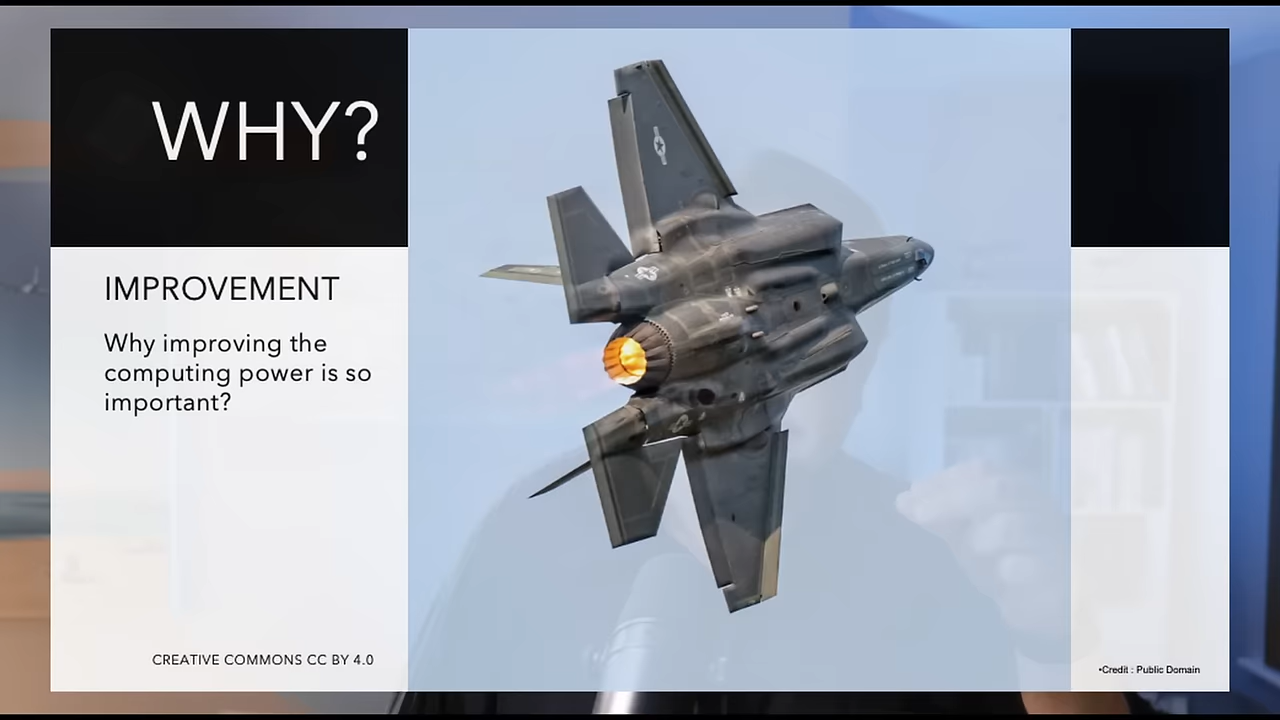 WHY?
IMPROVEMENT
Why improving the
computing power is so
important?
CREATIVE COMMONS CC BY 4.0
•Credit : Public Domain